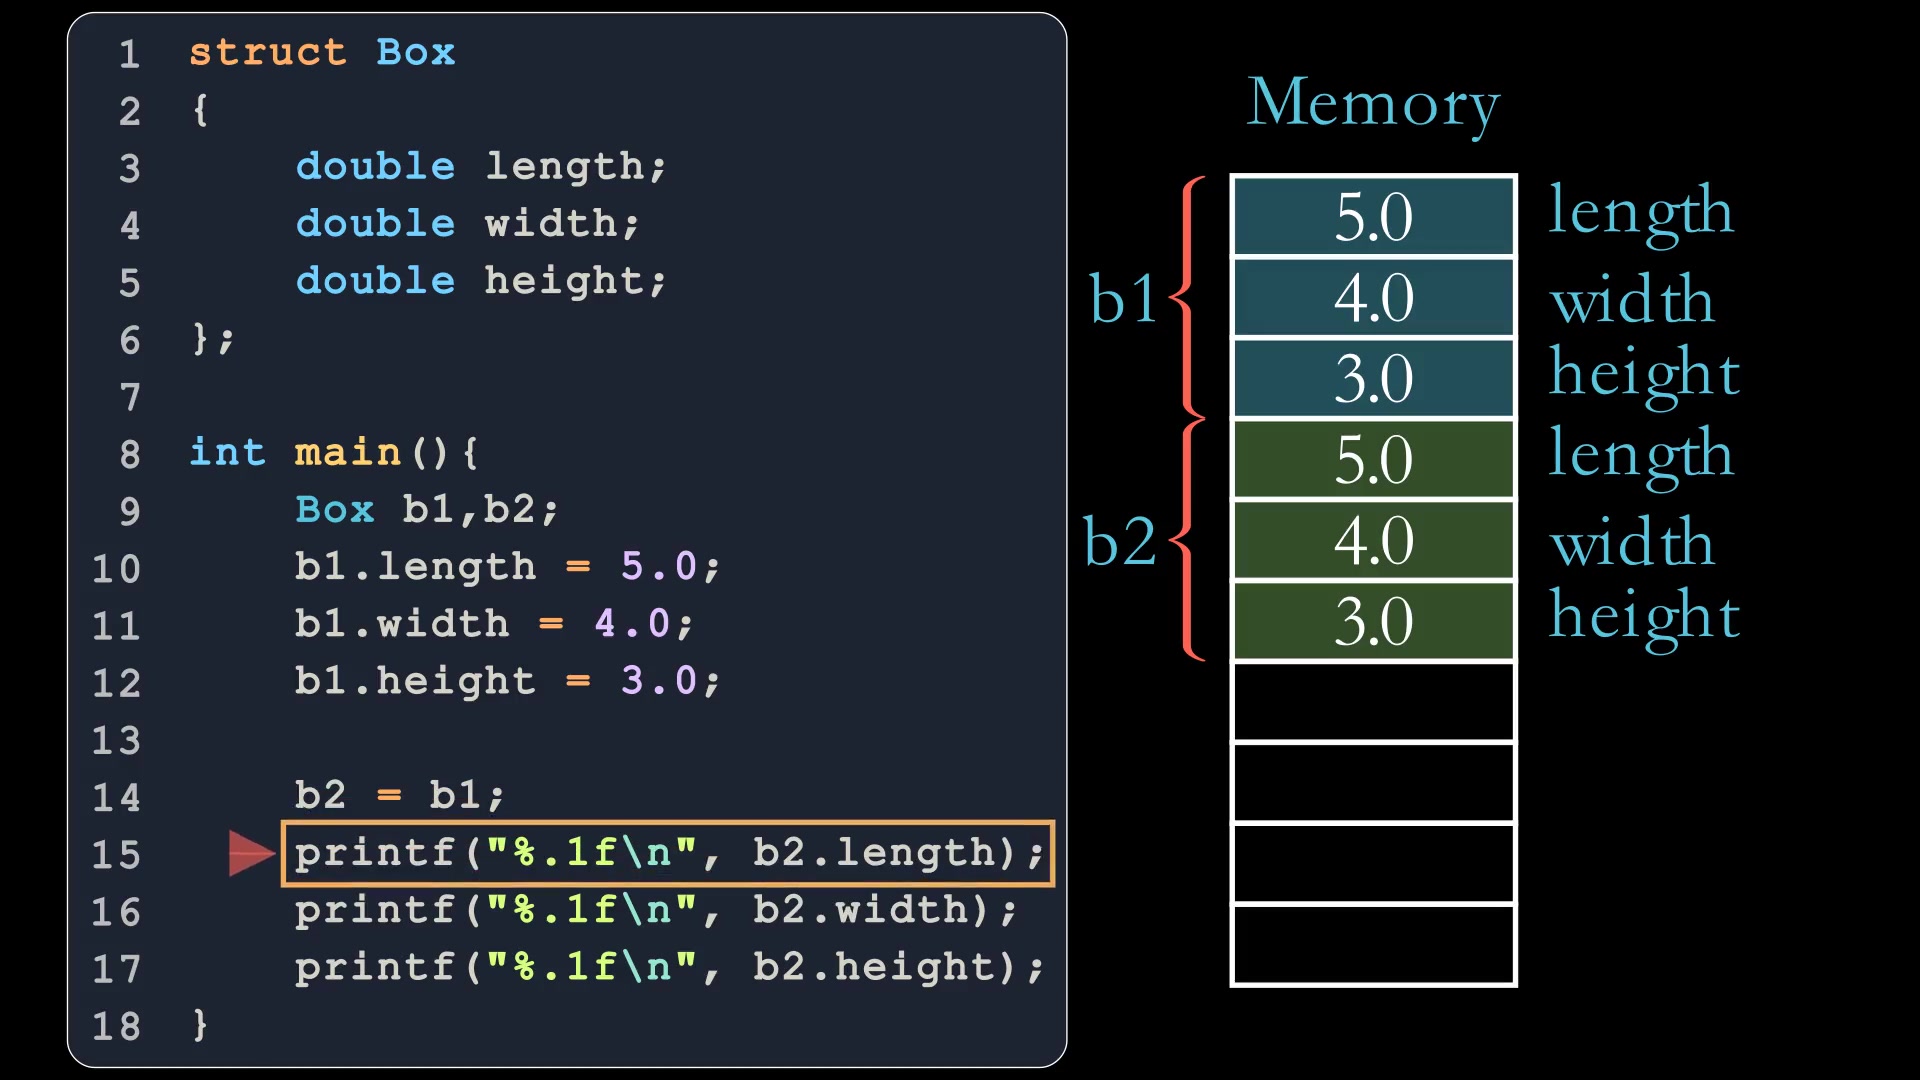 1 struct Box
2 {
3 double length;
4 double width;
5 double height;
6 };
7
8 int main(){
9 Box b1,b2;
10 b1.length = 5.0;
11 b1.width = 4.0;
12 b1.height = 3.0;
13
14 b2 = b1;
15 printf("%.1f\n", b2.length);
16 printf("%.1f\n", b2.width);
17 printf("%.1f\n", b2.height);
18 }
Memory
5.0 length
b1 4.0 width
3.0 height
5.0 length
b2 4.0 width
3.0 height